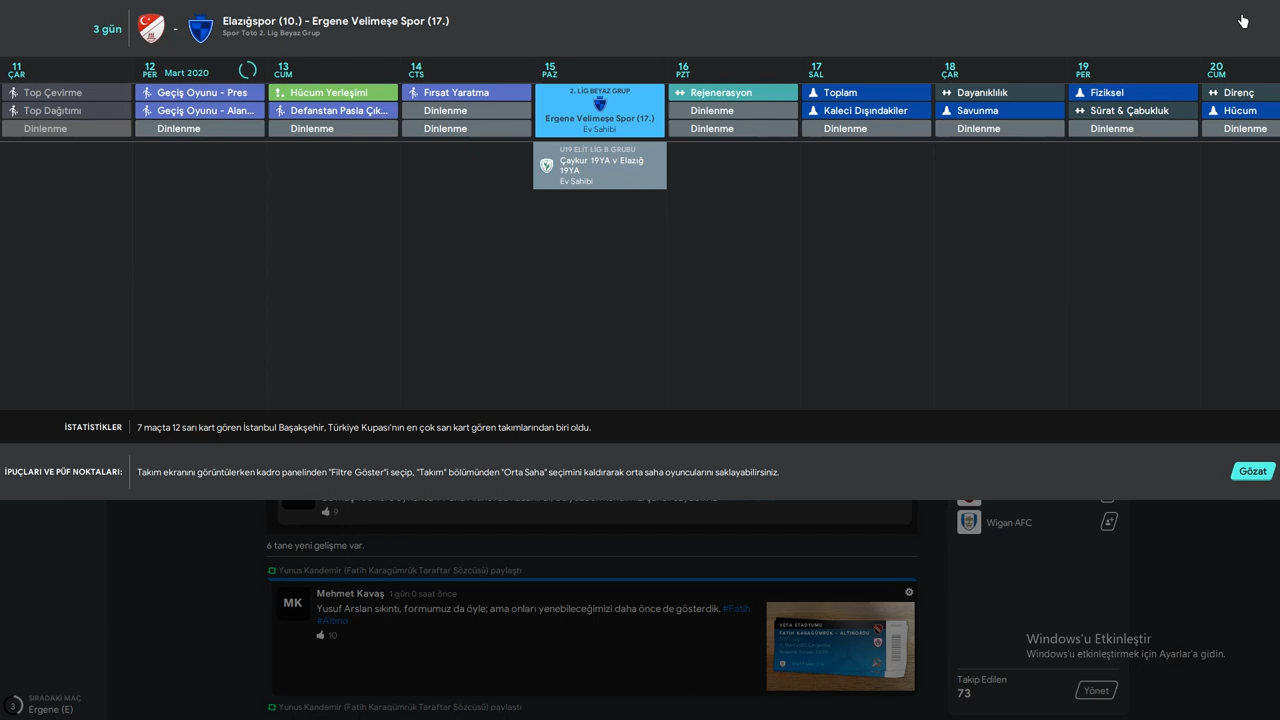 3 gün
Elazığspor (10.) - Ergene Velimeşe Spor (17.)
Spor Toto 2. Lig Beyaz Grup
11 ÇAR
12 PER Mart 2020
13 CUM
14 CTS
15 PAZ
16 PZT
17 SAL
18 ÇAR
19 PER
20 CUM
Top Çevirme
Geçiş Oyunu - Pres
Hücum Yerleşimi
Fırsat Yaratma
2. LİG BEYAZ GRUP
Rejenerasyon
Toplam
Dayanıklılık
Fiziksel
Direnç
Top Dağıtımı
Geçiş Oyunu - Alan...
Defanstan Pasla Çık...
Dinlenme
Ergene Velimeşe Spor (17.)
Dinlenme
Kaleci Dışındakiler
Savunma
Sürat & Çabukluk
Hücum
Dinlenme
Dinlenme
Dinlenme
Dinlenme
Ev Sahibi
Dinlenme
Dinlenme
Dinlenme
Dinlenme
Dinlenme
U19 ELİT LİG B GRUBU
Çaykur 19YA v Elazığ
19YA
Ev Sahibi
İSTATİSTİKLER
7 maçta 12 sarı kart gören İstanbul Başakşehir, Türkiye Kupası'nın en çok sarı kart gören takımlarından biri oldu.
İPUÇLARI VE PÜF NOKTALARI:
Takım ekranını görüntülerken kadro panelinden "Filtre Göster"i seçip, "Takım" bölümünden "Orta Saha" seçimini kaldırarak orta saha oyuncularını saklayabilirsiniz.
Gözat
9
Wigan AFC
6 tane yeni gelişme var.
Yunus Kandemir (Fatih Karagümrük Taraftar Sözcüsü) paylaştı
MK
Mehmet Kavaş 1 gün 0 saat önce
Yusuf Arslan sıkıntı, formumuz da öyle; ama onları yenebileceğimizi daha önce de gösterdik. #Fatih
#Altıno
10
VEFA STADYUMU
FATİH KARAGÜMRÜK - ALTINORDU
Windows'u Etkinleştir
Windows'u etkinleştirmek için Ayarlar'a gidin.
Takip Edilen
73
Yönet
3
SIRADAKİ MAÇ
Ergene (E)
Yunus Kandemir (Fatih Karagümrük Taraftar Sözcüsü) paylaştı